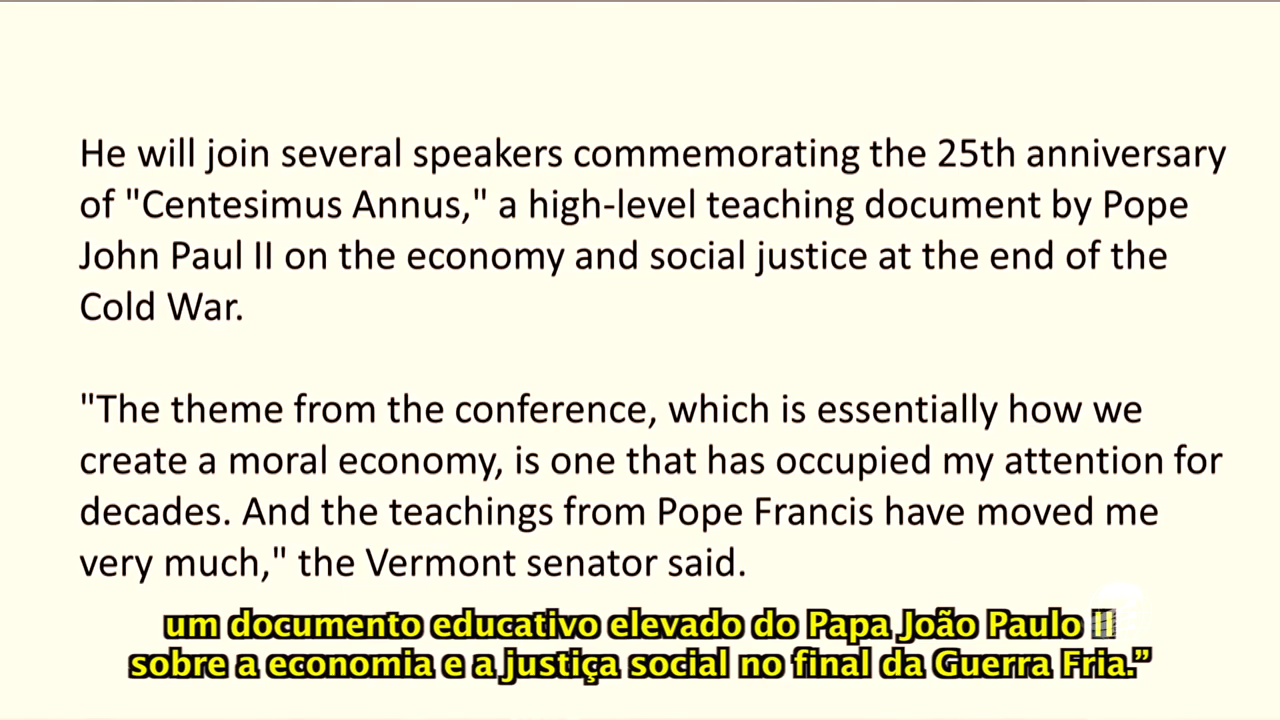 He will join several speakers commemorating the 25th anniversary
of "Centesimus Annus," a high-level teaching document by Pope
John Paul II on the economy and social justice at the end of the
Cold War.
"The theme from the conference, which is essentially how we
create a moral economy, is one that has occupied my attention for
decades. And the teachings from Pope Francis have moved me
very much," the Vermont senator said.
um documento educativo elevado do Papa João Paulo II
sobre a economia e a justiça social no final da Guerra Fria.”